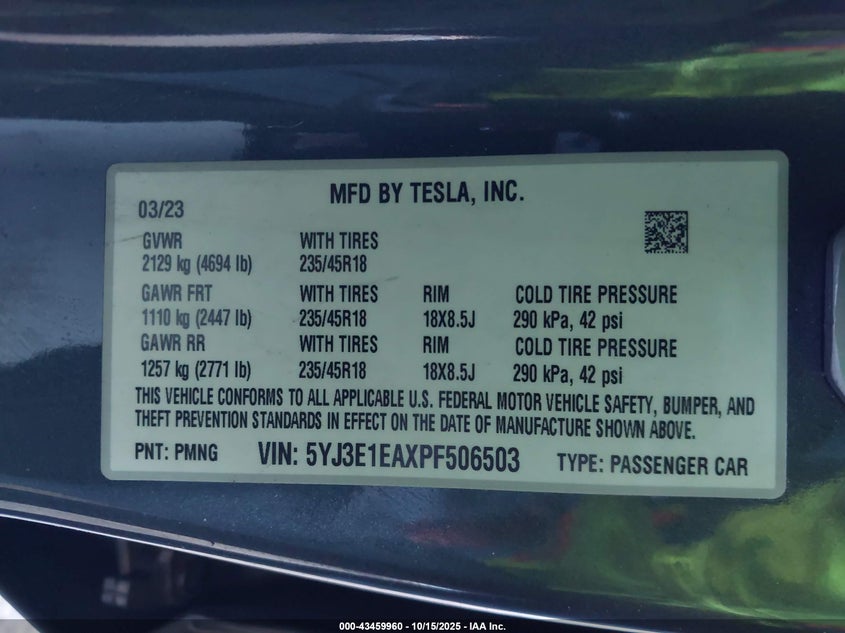 MFD BY TESLA, INC.
03/23
GVWR WITH TIRES
2129 kg (4694 lb) 235/45R18
GAWR FRT WITH TIRES RIM COLD TIRE PRESSURE
1110 kg (2447 lb) 235/45R18 18X8.5J 290 kPa, 42 psi
GAWR RR WITH TIRES RIM COLD TIRE PRESSURE
1257 kg (2771 lb) 235/45R18 18X8.5J 290 kPa, 42 psi
THIS VEHICLE CONFORMS TO ALL APPLICABLE U.S. FEDERAL MOTOR VEHICLE SAFETY, BUMPER, AND
THEFT PREVENTION STANDARDS IN EFFECT ON THE DATE OF MANUFACTURE SHOWN ABOVE.
PNT: PMNG VIN: 5YJ3E1EAXPF506503 TYPE: PASSENGER CAR
000-43459960 - 10/15/2025 - IAA Inc.